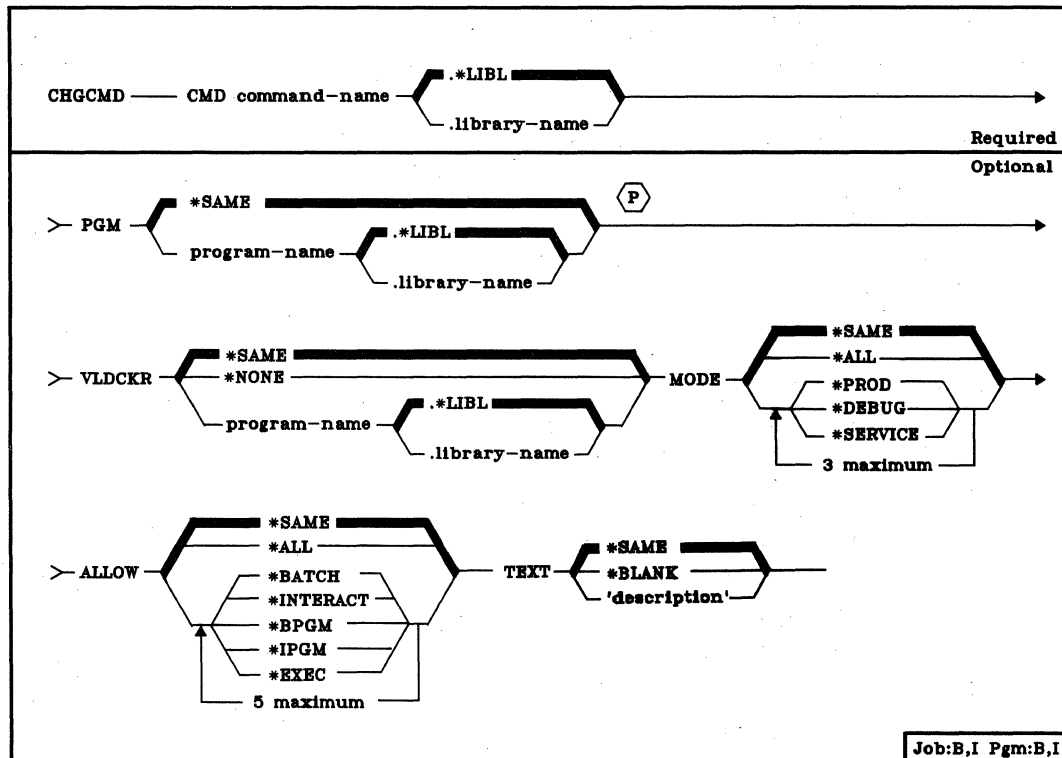 .*LIBL
CHGCMD CMD command-name
.library-name
Required
Optional
*SAME
P
PGM
.*LIBL
program-name
.library-name
*SAME
*SAME
*ALL
VLDCKR
*NONE
MODE
*PROD
.*LIBL
*DEBUG
program-name
*SERVICE
.library-name
3 maximum
*SAME
*ALL
*SAME
ALLOW
TEXT
*BLANK
*BATCH
'description'
*INTERACT
*BPGM
*IPGM
*EXEC
5 maximum
Job:B,I Pgm:B,I